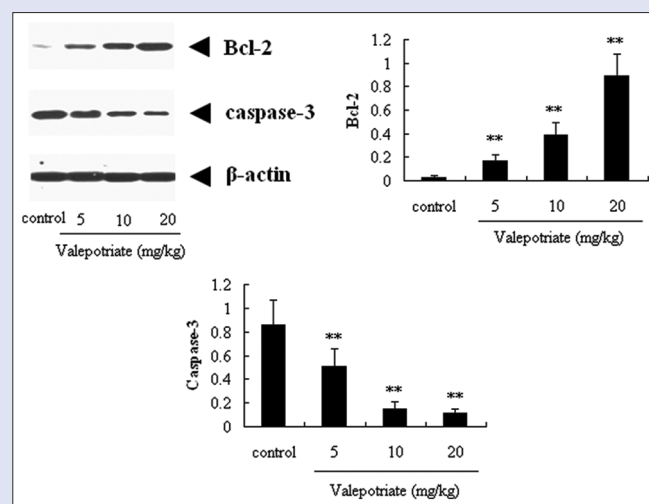 Bcl-2
caspase-3
β-actin
control 5 10 20
Valepotriate (mg/kg)
Bcl-2
1.2
1
0.8
0.6
0.4
0.2
0
** ** **
control 5 10 20
Valepotriate (mg/kg)
Caspase-3
1.2
1
0.8
0.6
0.4
0.2
0
** ** **
control 5 10 20
Valepotriate (mg/kg)